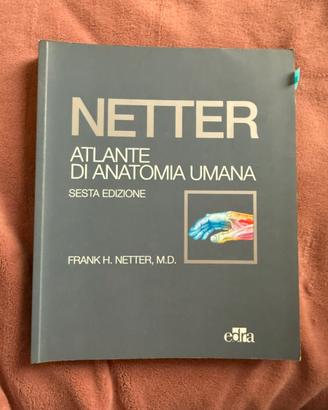 NETTER
ATLANTE
DI ANATOMIA UMANA
SESTA EDIZIONE
FRANK H. NETTER, M.D.
edra